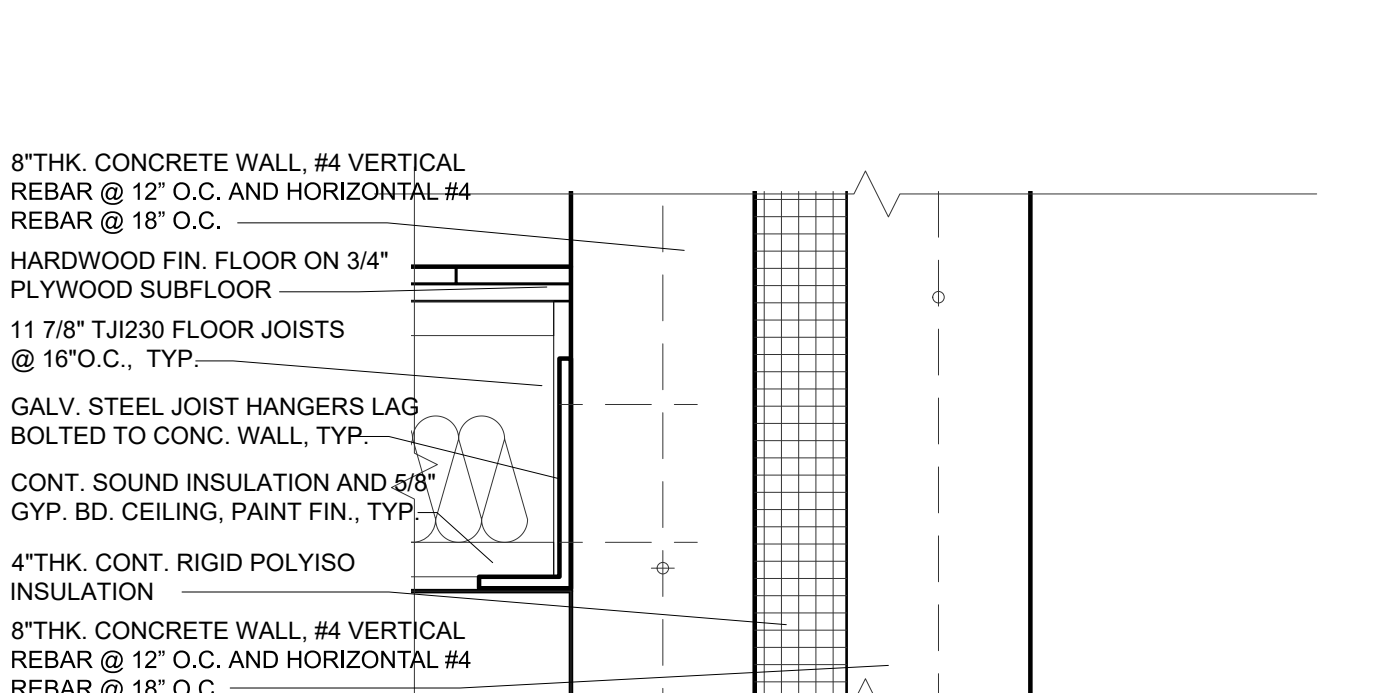 8"THK. CONCRETE WALL, #4 VERTICAL
REBAR @ 12” O.C. AND HORIZONTAL #4
REBAR @ 18” O.C.
HARDWOOD FIN. FLOOR ON 3/4"
PLYWOOD SUBFLOOR
11 7/8" TJI230 FLOOR JOISTS
@ 16"O.C., TYP.
GALV. STEEL JOIST HANGERS LAG
BOLTED TO CONC. WALL, TYP.
CONT. SOUND INSULATION AND 5/8"
GYP. BD. CEILING, PAINT FIN., TYP.
4"THK. CONT. RIGID POLYISO
INSULATION
8"THK. CONCRETE WALL, #4 VERTICAL
REBAR @ 12” O.C. AND HORIZONTAL #4
REBAR @ 18” O.C.